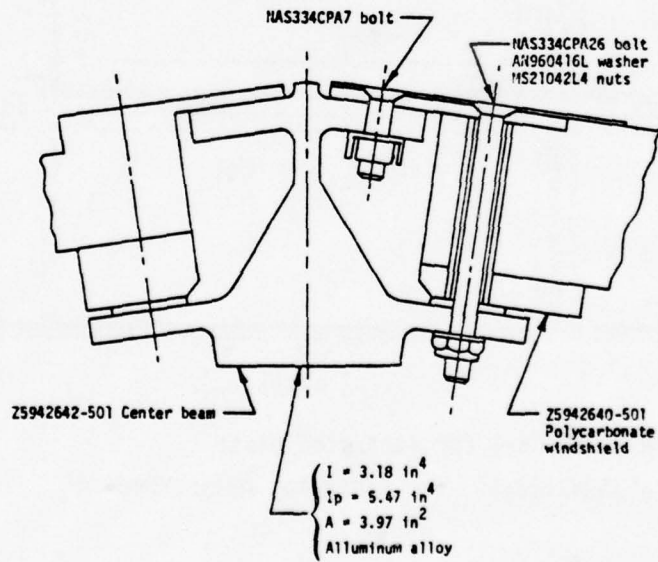 NAS334CPA7 bolt
NAS334CPA26 bolt
AN960416L washer
MS21042L4 nuts
Z5942642-501 Center beam
Z5942640-501
Polycarbonate
windshield
I = 3.18 in4
Ip = 5.47 in4
A = 3.97 in2
Alluminum alloy